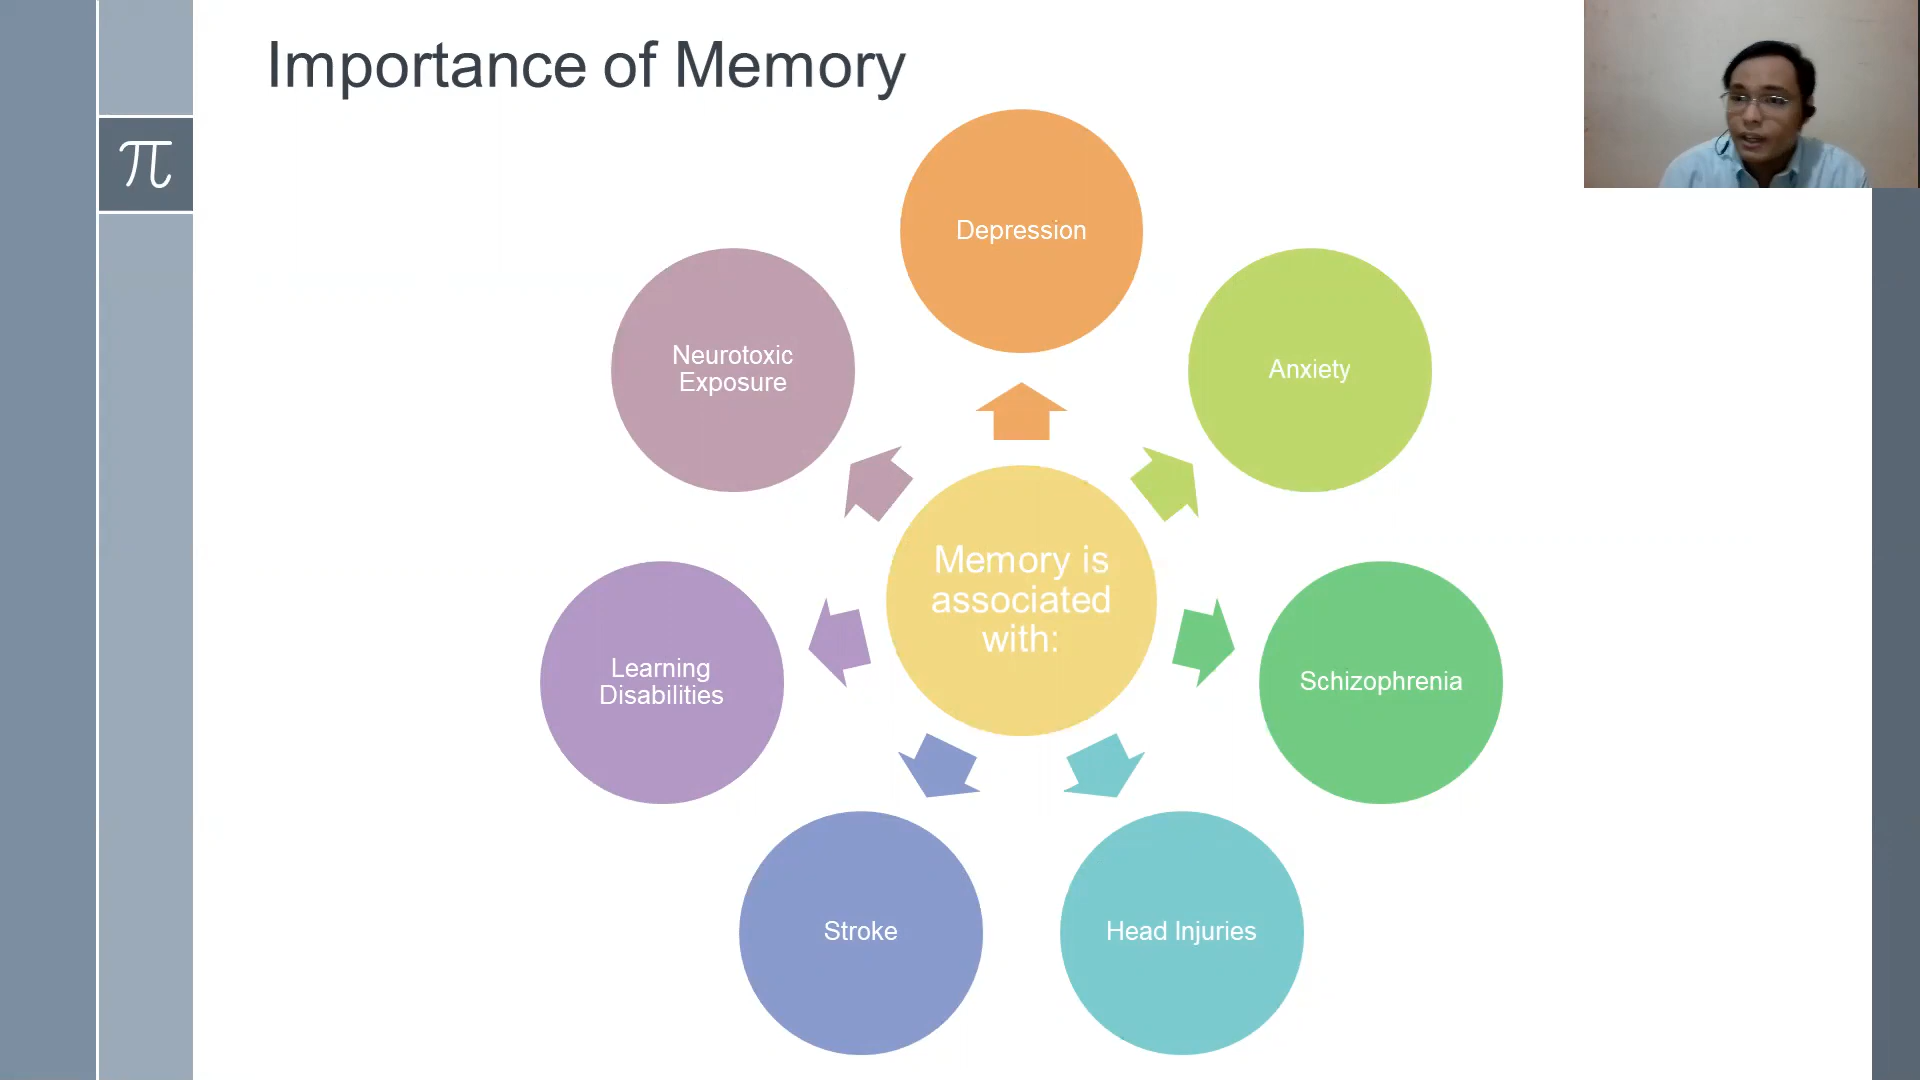 Importance of Memory
π
Depression
Anxiety
Schizophrenia
Head Injuries
Stroke
Learning
Disabilities
Neurotoxic
Exposure
Memory is
associated
with: